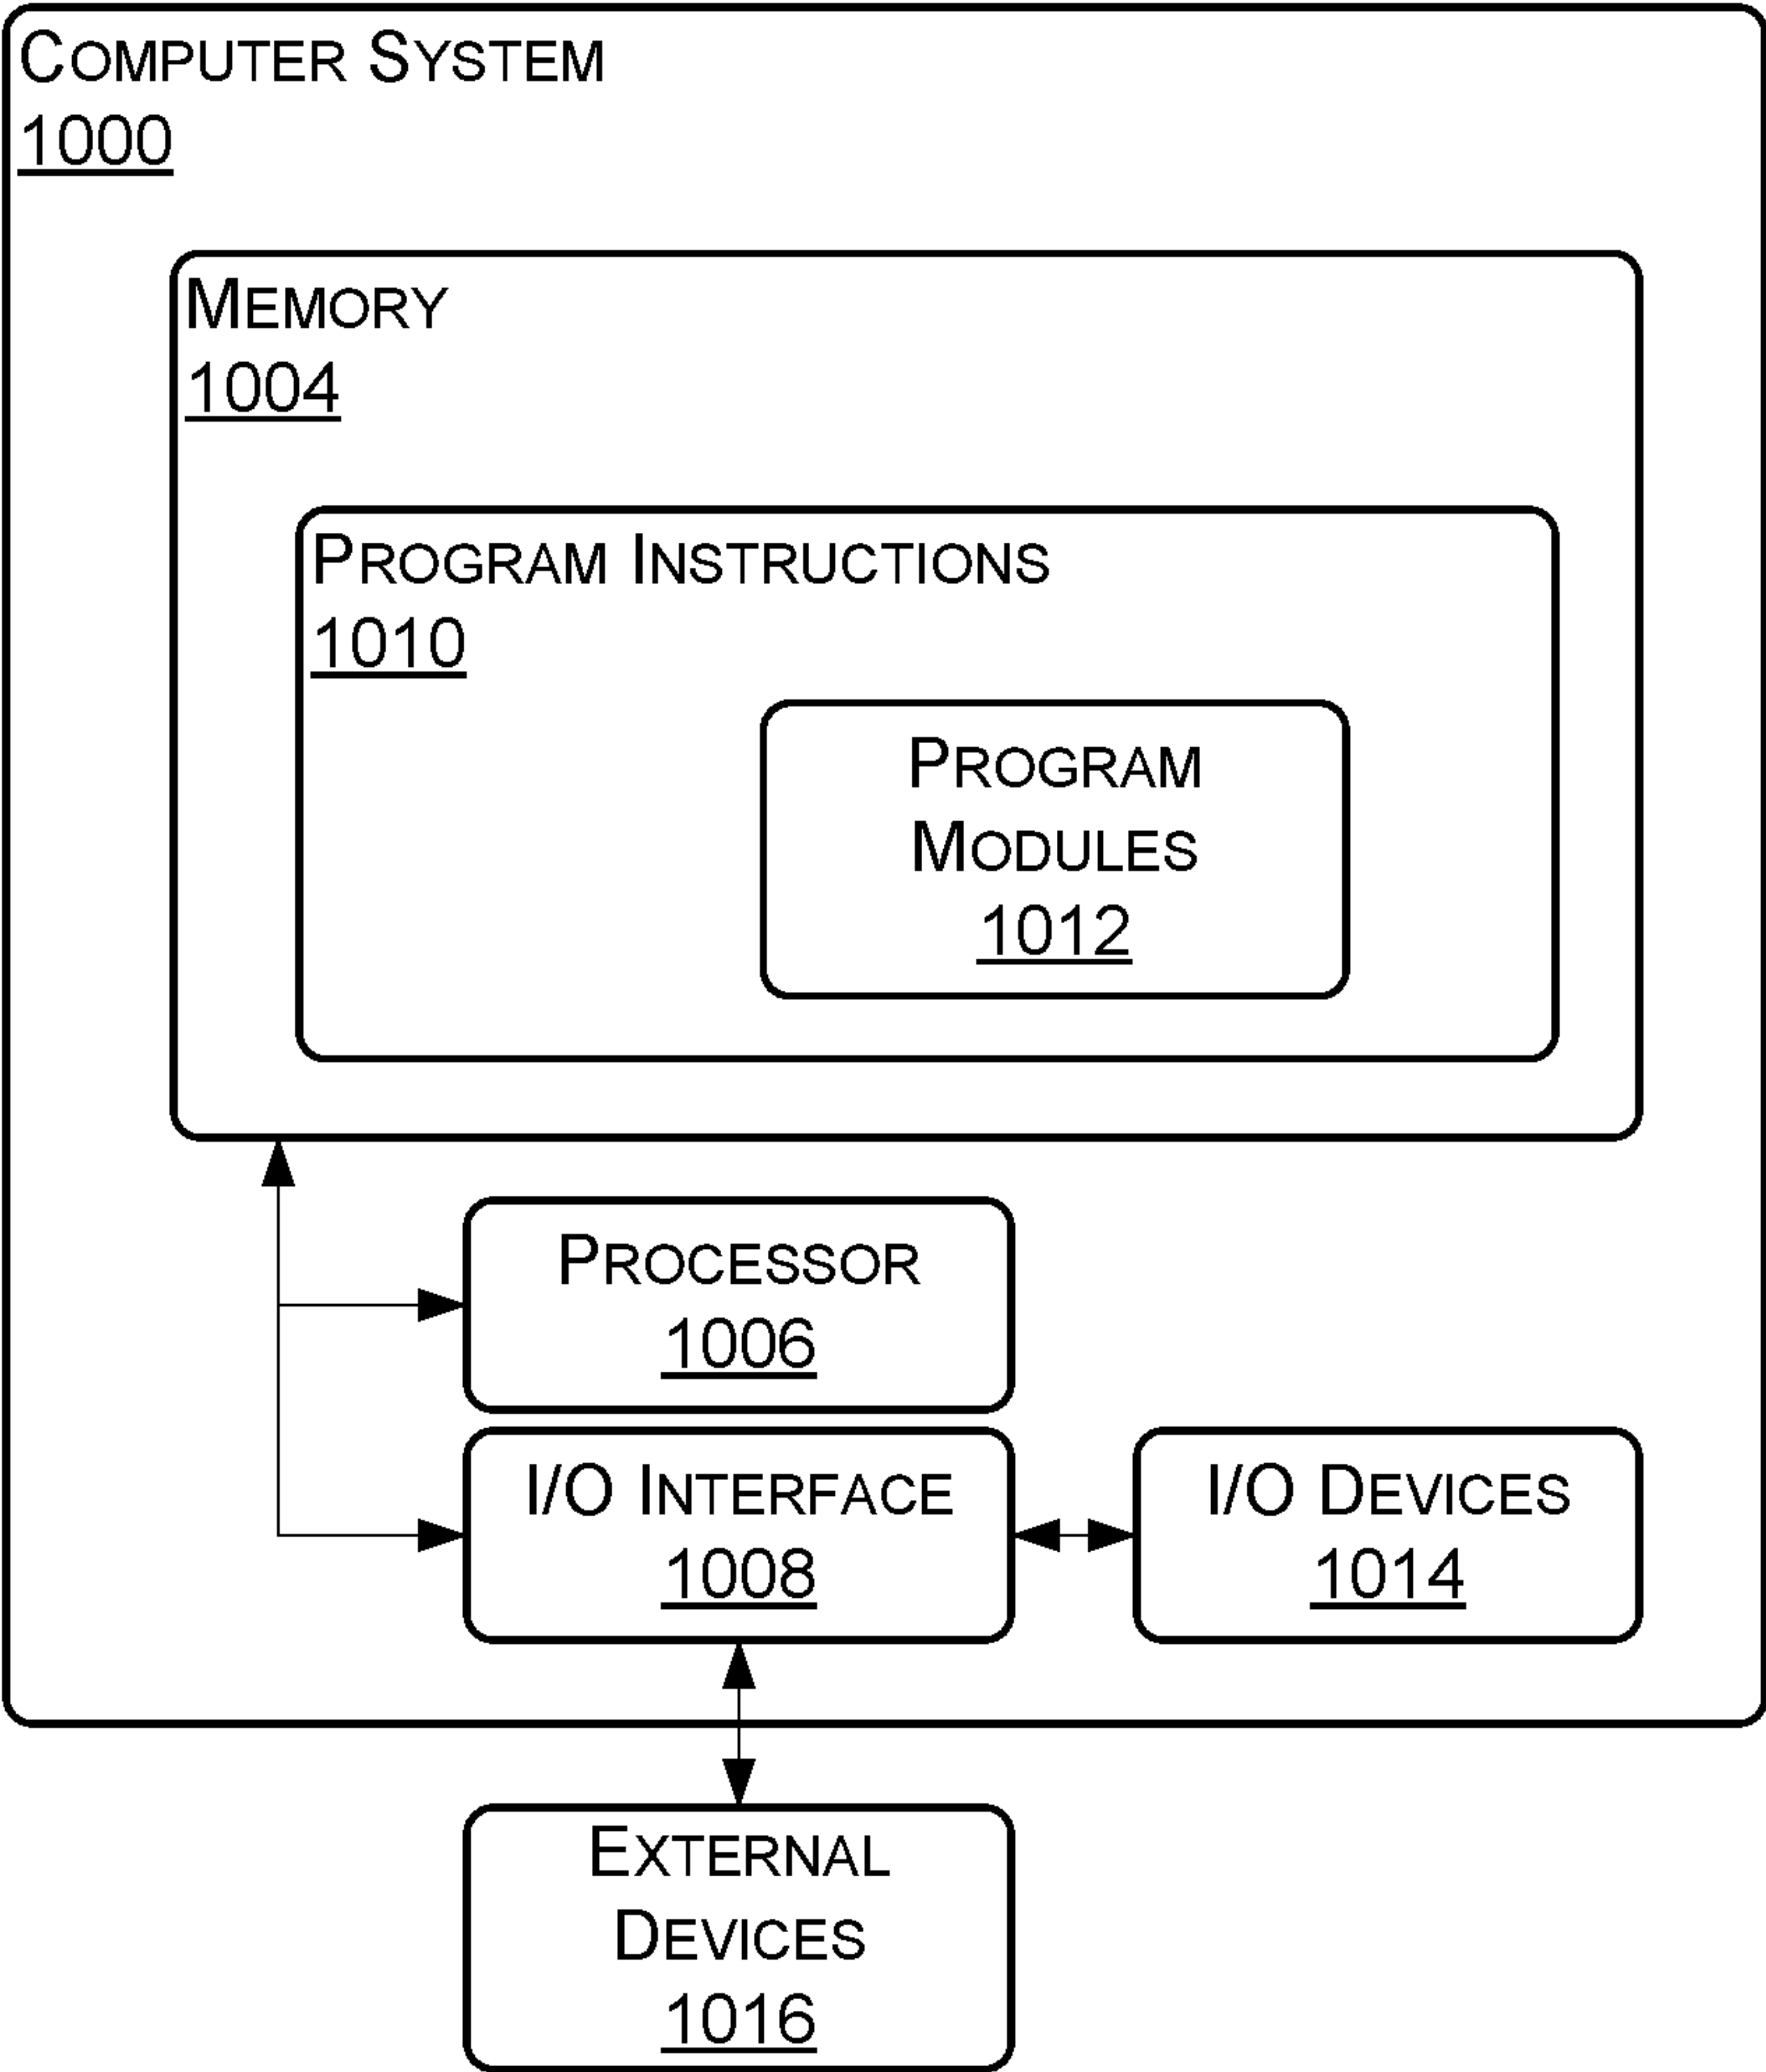 COMPUTER SYSTEM
1000
MEMORY
1004
PROGRAM INSTRUCTIONS
1010
PROGRAM
MODULES
1012
PROCESSOR
1006
I/O INTERFACE
1008
I/O DEVICES
1014
EXTERNAL
DEVICES
1016